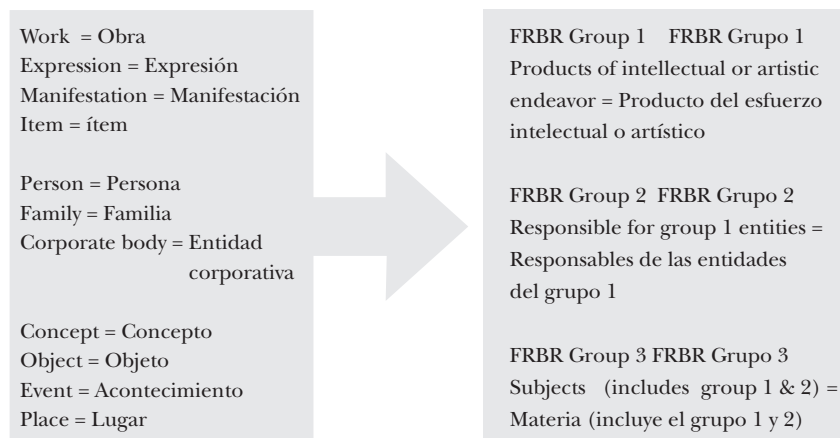 Work = Obra
Expression = Expresión
Manifestation = Manifestación
Item = ítem
Person = Persona
Family = Familia
Corporate body = Entidad
corporativa
Concept = Concepto
Object = Objeto
Event = Acontecimiento
Place = Lugar
FRBR Group 1 FRBR Grupo 1
Products of intellectual or artistic
endeavor = Producto del esfuerzo
intelectual o artístico
FRBR Group 2 FRBR Grupo 2
Responsible for group 1 entities =
Responsables de las entidades
del grupo 1
FRBR Group 3 FRBR Grupo 3
Subjects (includes group 1 & 2) =
Materia (incluye el grupo 1 y 2)